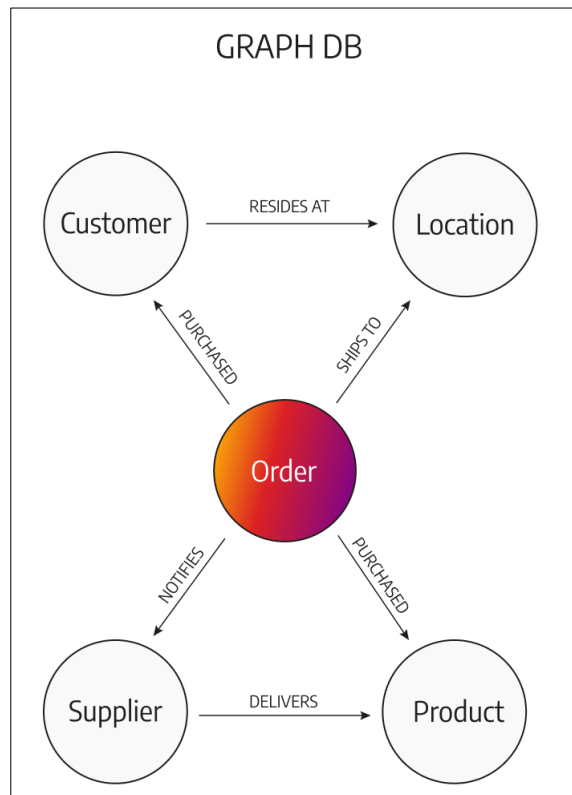 GRAPH DB
Customer
RESIDES AT
Location
PURCHASED
SHIPS TO
Order
NOTIFIES
PURCHASED
Supplier
DELIVERS
Product